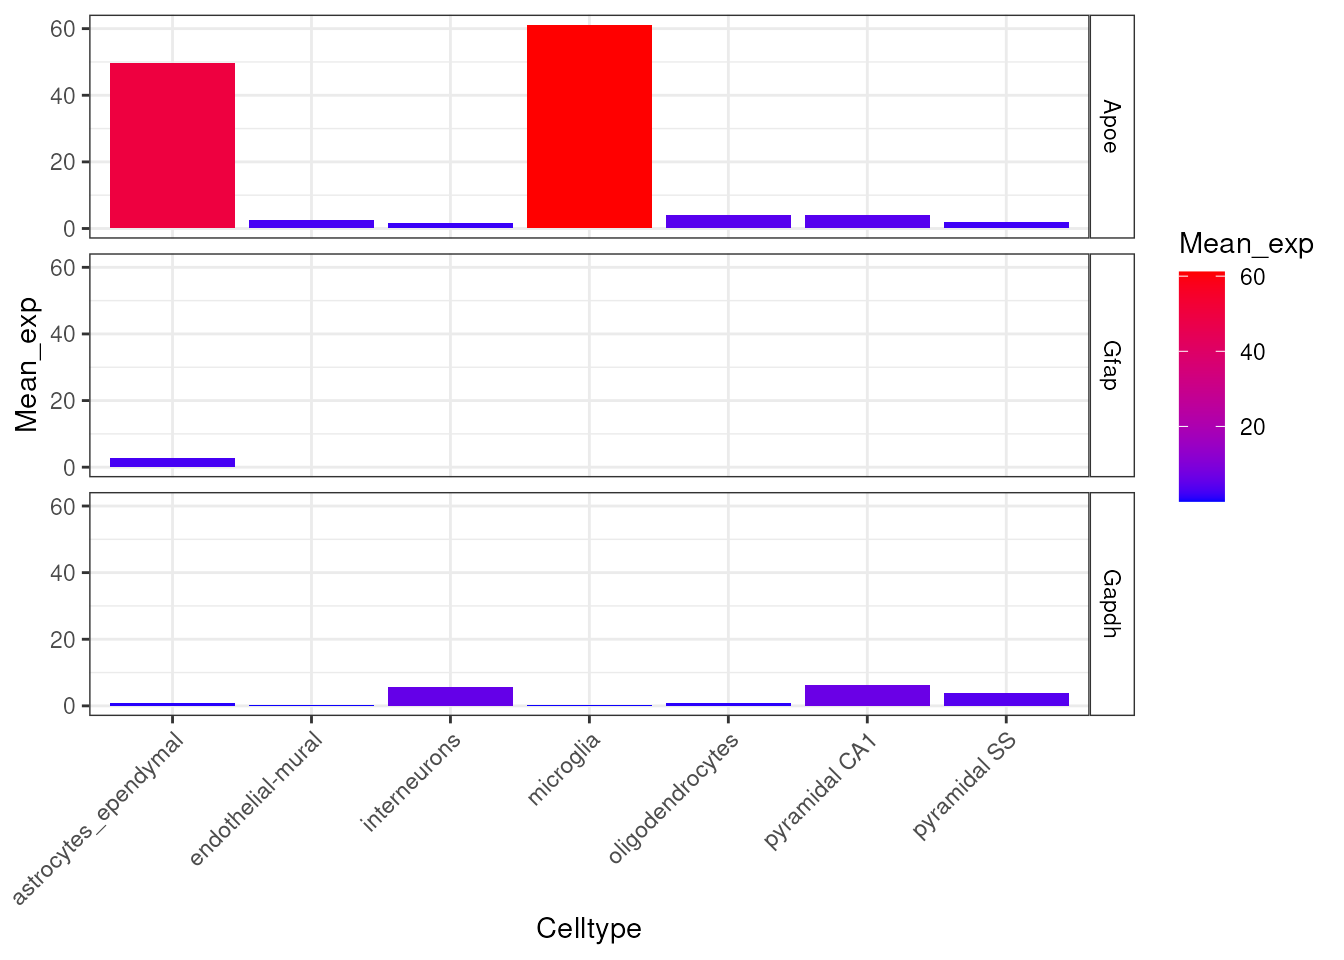 Mean_exp
60
40
20
0
Apoe
60
40
20
0
Gfap
60
40
20
0
Gapdh
astrocytes_ependymal
endothelial-mural
interneurons
microglia
oligodendrocytes
pyramidal CA1
pyramidal SS
Celltype
Mean_exp
60
40
20